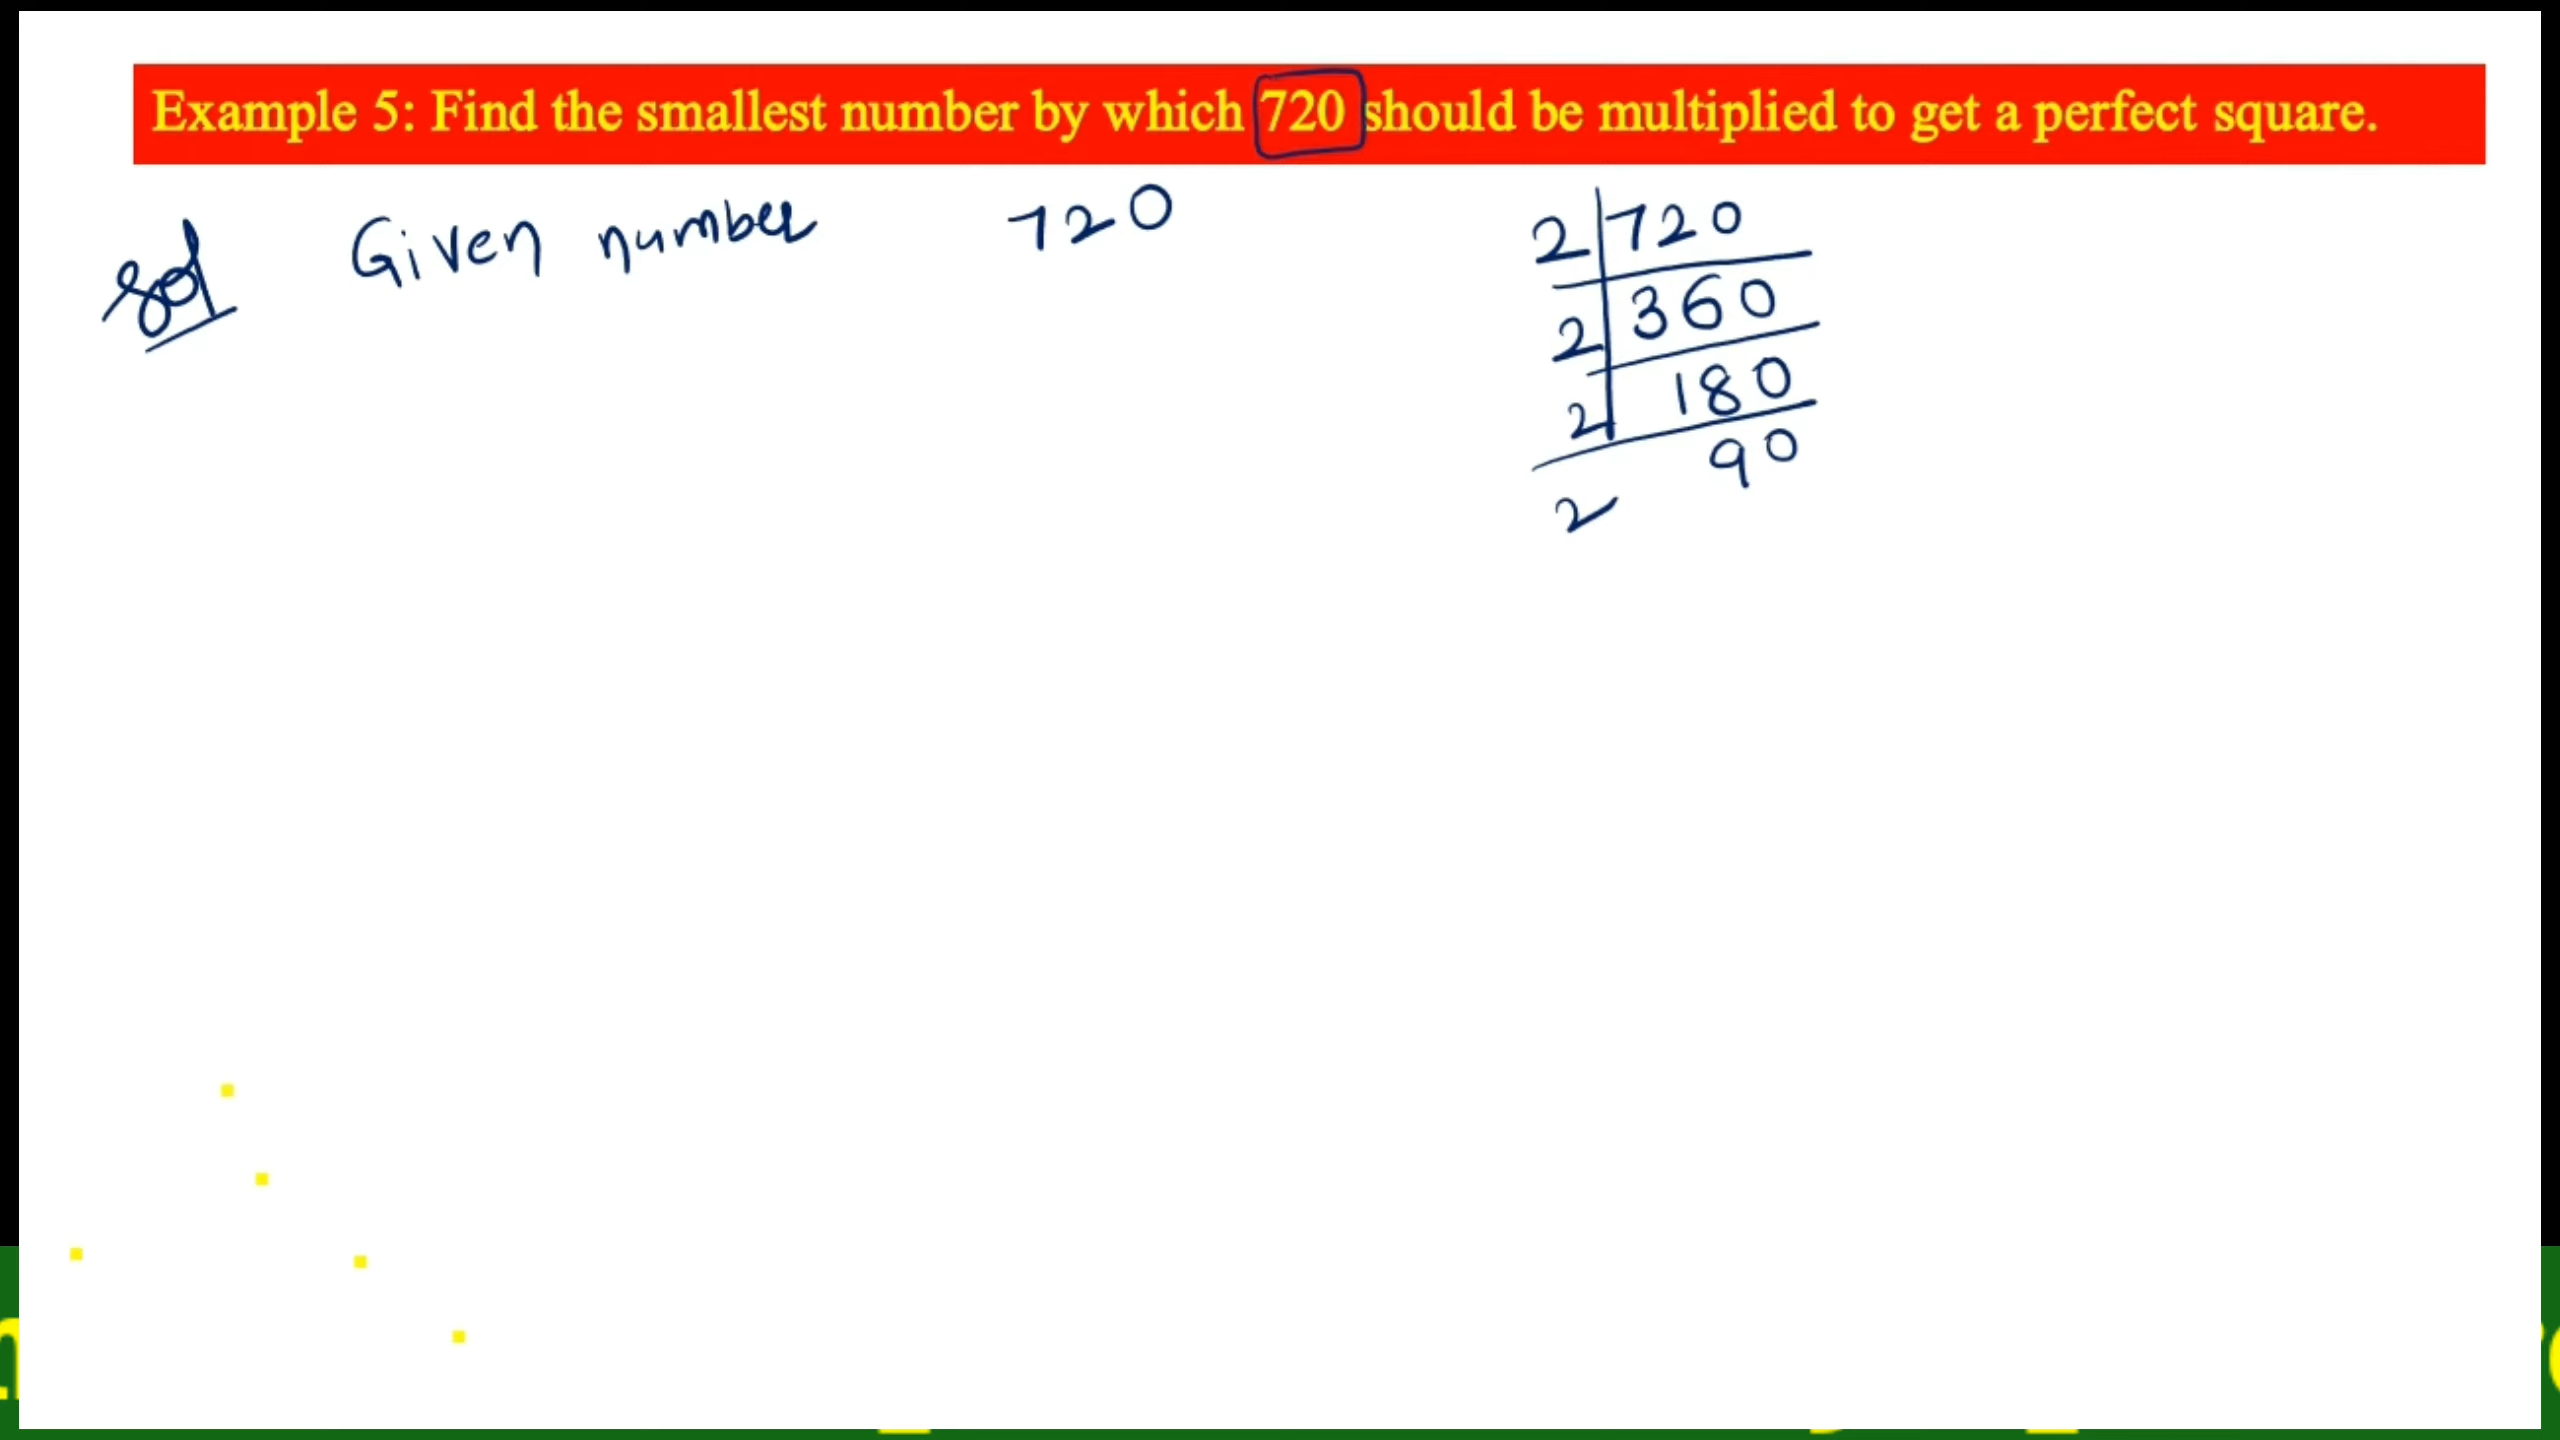 Example 5: Find the smallest number by which 720 should be multiplied to get a perfect square.
Sol Given number 720
2 720
2 360
2 180
90
2